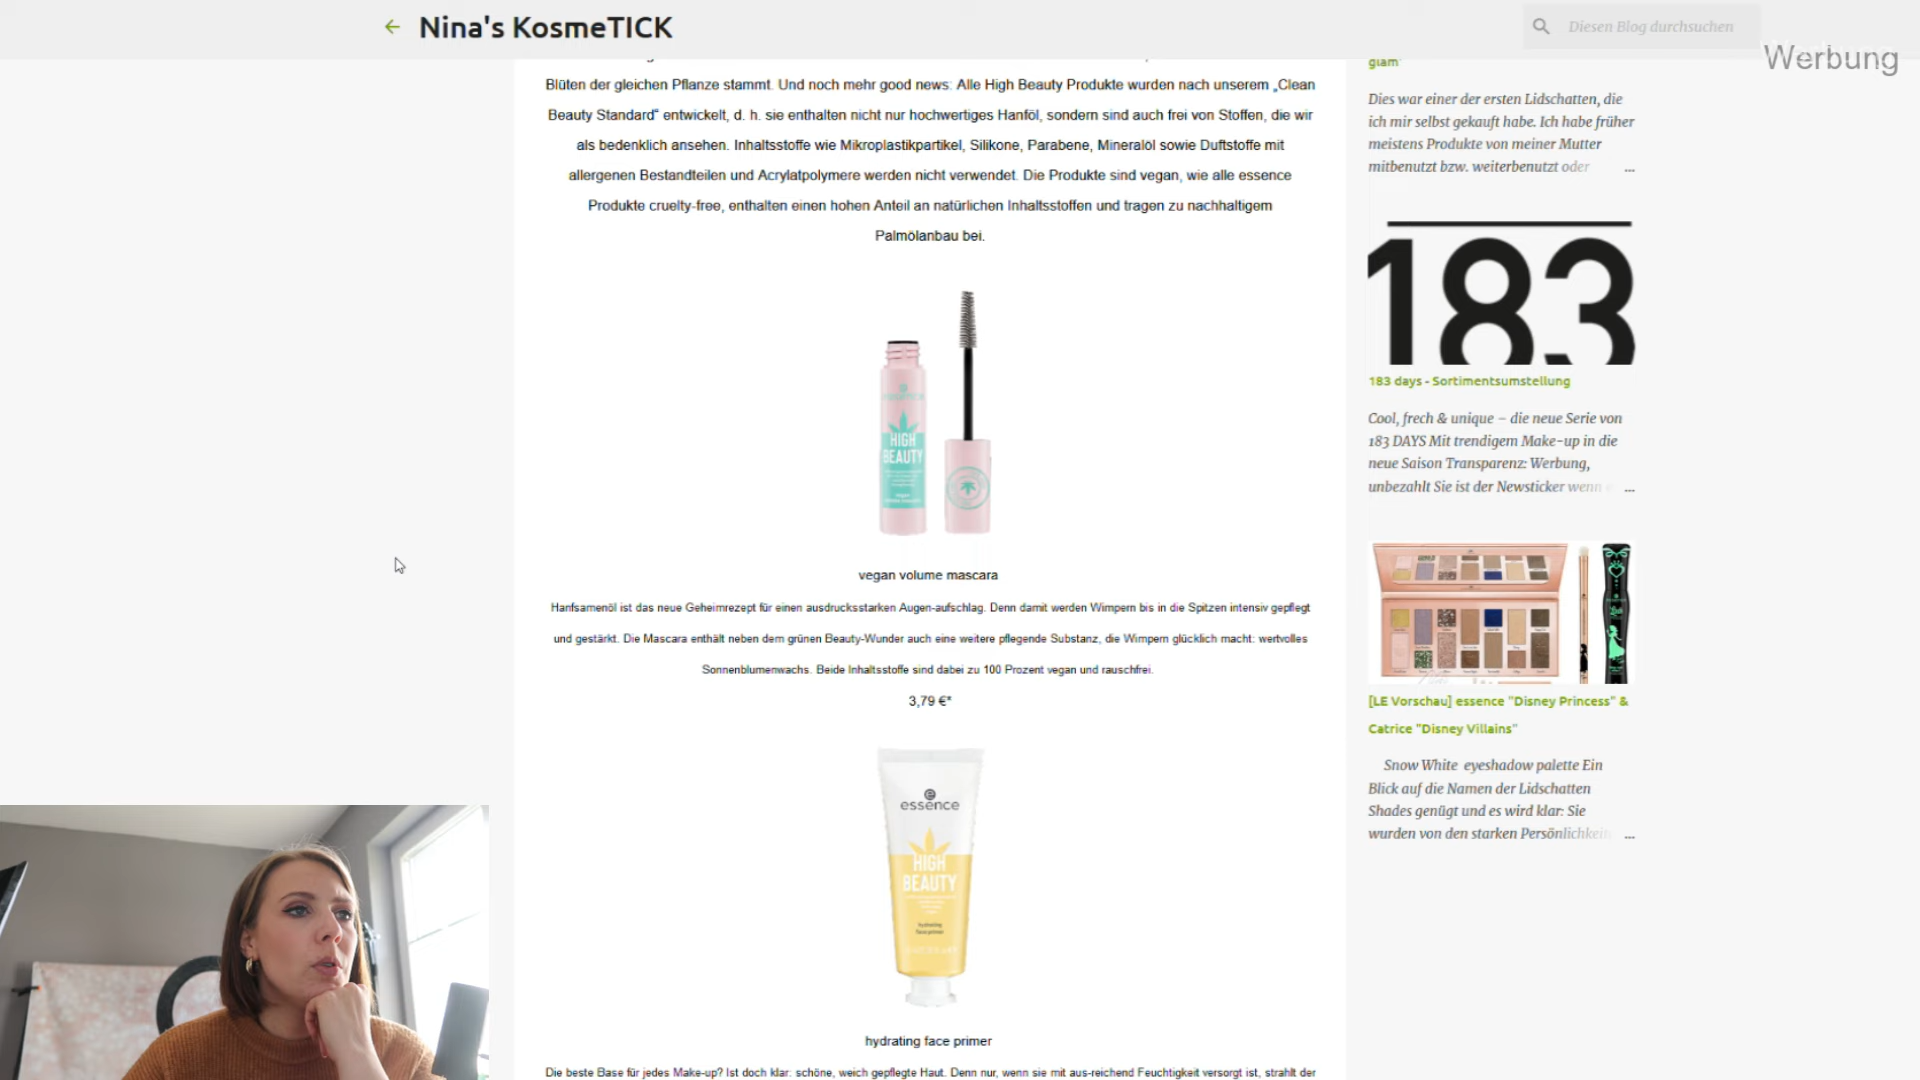 Nina's KosmeTICK
Diesen Blog durchsuchen
Werbung
Blüten der gleichen Pflanze stammt. Und noch mehr good news: Alle High Beauty Produkte wurden nach unserem „Clean
Beauty Standard“ entwickelt, d. h. sie enthalten nicht nur hochwertiges Hanföl, sondern sind auch frei von Stoffen, die wir
als bedenklich ansehen. Inhaltsstoffe wie Mikroplastikpartikel, Silikone, Parabene, Mineralöl sowie Duftstoffe mit
allergenen Bestandteilen und Acrylatpolymere werden nicht verwendet. Die Produkte sind vegan, wie alle essence
Produkte cruelty-free, enthalten einen hohen Anteil an natürlichen Inhaltsstoffen und tragen zu nachhaltigem
Palmölanbau bei.
essence
HIGH
BEAUTY
vegan volume mascara
Hanfsamenöl ist das neue Geheimrezept für einen ausdrucksstarken Augen-aufschlag. Denn damit werden Wimpern bis in die Spitzen intensiv gepflegt
und gestärkt. Die Mascara enthält neben dem grünen Beauty-Wunder auch eine weitere pflegende Substanz, die Wimpern glücklich macht: wertvolles
Sonnenblumenwachs. Beide Inhaltsstoffe sind dabei zu 100 Prozent vegan und rauschfrei.
3,79 €*
essence
HIGH
BEAUTY
hydrating
face primer
hydrating face primer
Die beste Base für jedes Make-up? Ist doch klar: schöne, weich gepflegte Haut. Denn nur, wenn sie mit aus-reichend Feuchtigkeit versorgt ist, strahlt der
glam"
Dies war einer der ersten Lidschatten, die
ich mir selbst gekauft habe. Ich habe früher
meistens Produkte von meiner Mutter
mitbenutzt bzw. weiterbenutzt oder ...
183
183 days - Sortimentsumstellung
Cool, frech & unique – die neue Serie von
183 DAYS Mit trendigem Make-up in die
neue Saison Transparenz: Werbung,
unbezahlt Sie ist der Newsticker wenn ...
[LE Vorschau] essence "Disney Princess" &
Catrice "Disney Villains"
Snow White eyeshadow palette Ein
Blick auf die Namen der Lidschatten
Shades genügt und es wird klar: Sie
wurden von den starken Persönlichkeiten ...